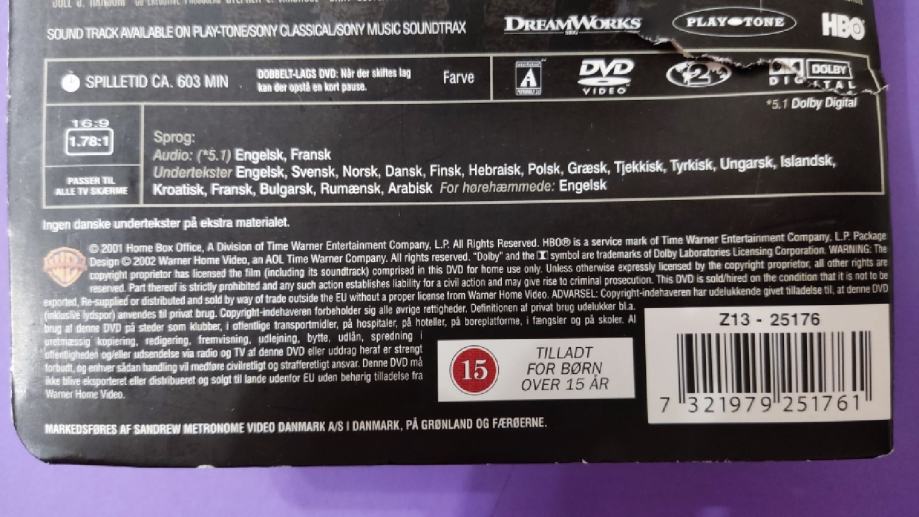 SOUND TRACK AVAILABLE ON PLAY-TONE/SONY CLASSICAL/SONY MUSIC SOUNDTRAX
DREAMWORKS
PLAY TONE
HBO
SPILLETID CA. 603 MIN
DOBBELT-LAGS DVD: Når der skiftes lag
kan der opstå en kort pause.
Farve
A
DVD
VIDEO
2
DOLBY
DIGITAL
*5.1 Dolby Digital
16:9
1.78:1
PASSER TIL
ALLE TV SKÆRME
Sprog:
Audio: (*5.1) Engelsk, Fransk
Undertekster Engelsk, Svensk, Norsk, Dansk, Finsk, Hebraisk, Polsk, Græsk, Tjekkisk, Tyrkisk, Ungarsk, Islandsk,
Kroatisk, Fransk, Bulgarsk, Rumænsk, Arabisk For hørehæmmede: Engelsk
Ingen danske undertekster på ekstra materialet.
© 2001 Home Box Office, A Division of Time Warner Entertainment Company, L.P. All Rights Reserved. HBO® is a service mark of Time Warner Entertainment Company, L.P. Package
Design © 2002 Warner Home Video, an AOL Time Warner Company. All rights reserved. "Dolby" and the symbol are trademarks of Dolby Laboratories Licensing Corporation. WARNING: The
copyright proprietor has licensed the film (including its soundtrack) comprised in this DVD for home use only. Unless otherwise expressly licensed by the copyright proprietor, all other rights are
reserved. Part thereof is strictly prohibited and any such action establishes liability for a civil action and may give rise to criminal prosecution. This DVD is sold/hired on the condition that it is not to be
exported, Re-supplied or distributed and sold by way of trade outside the EU without a proper license from Warner Home Video. ADVARSEL: Copyright-indehaveren har udelukkende givet tilladelse til, at denne DVD
(inklusive lydspor) anvendes til privat brug. Copyright-indehaver forbeholder sig alle øvrige rettigheder. Definitionen af privat brug udelukker bl.a.
brug af denne DVD på steder som klubber, i offentlige transportmidler, på hospitaler, på hoteller, på boreplatforme, i fængsler og på skoler. Al
uretmæssig kopiering, redigering, fremvisning, udlejning, bytte, udlån, spredning i
offentligheden og/eller udsendelse via radio og TV af denne DVD eller uddrag heraf er strengt
forbudt, og enhver sådan handling vil medføre civilretligt og strafferetligt ansvar. Denne DVD må
ikke blive eksporteret eller distribueret og solgt til lande udenfor EU uden behørig tilladelse fra
Warner Home Video.
15
TILLADT
FOR BØRN
OVER 15 ÅR
Z13 - 25176
7 321979 251761
MARKEDSFØRES AF SANDREW METRONOME VIDEO DANMARK A/S I DANMARK, PÅ GRØNLAND OG FÆRØERNE.